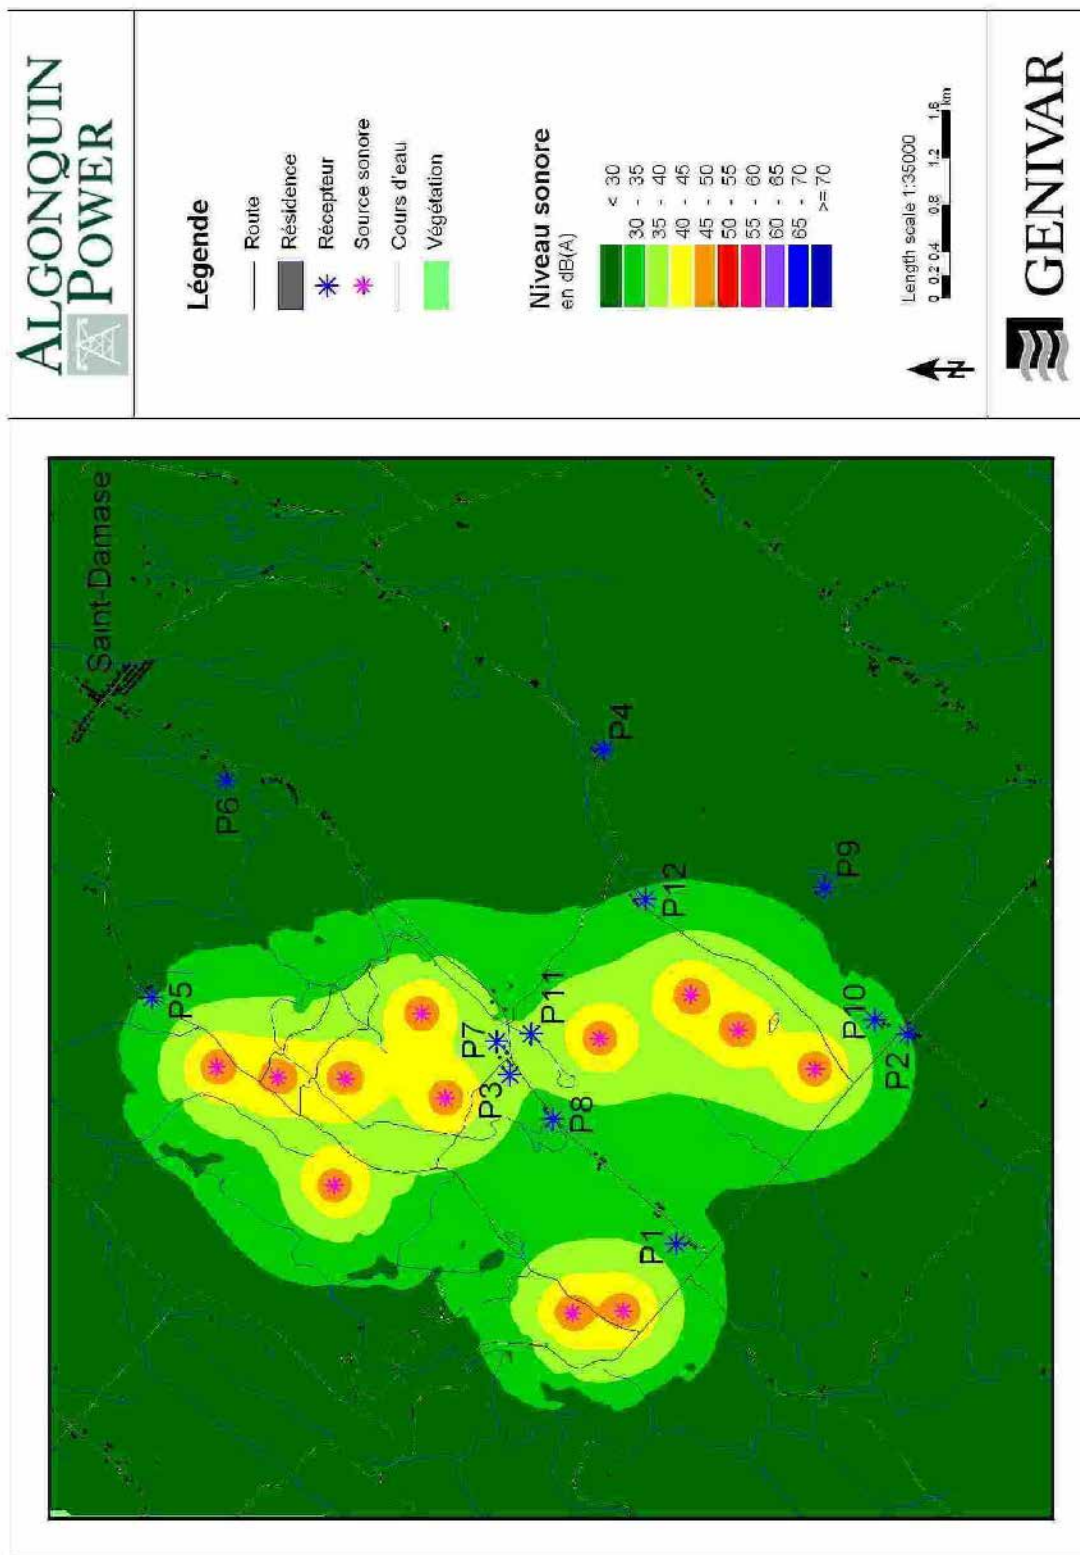 ALGONQUIN
POWER
Légende
Route
Résidence
Récepteur
Source sonore
Cours d'eau
Végétation
Niveau sonore
en dB(A)
< 30
30 - 35
35 - 40
40 - 45
45 - 50
50 - 55
55 - 60
60 - 65
65 - 70
>= 70
Length scale 1:35000
0 0.2 0.4 0.8 1.2 1.6
km
N
GENIVAR
Saint-Damase
P5
P6
P4
P7
P11
P3
P8
P12
P9
P1
P10
P2